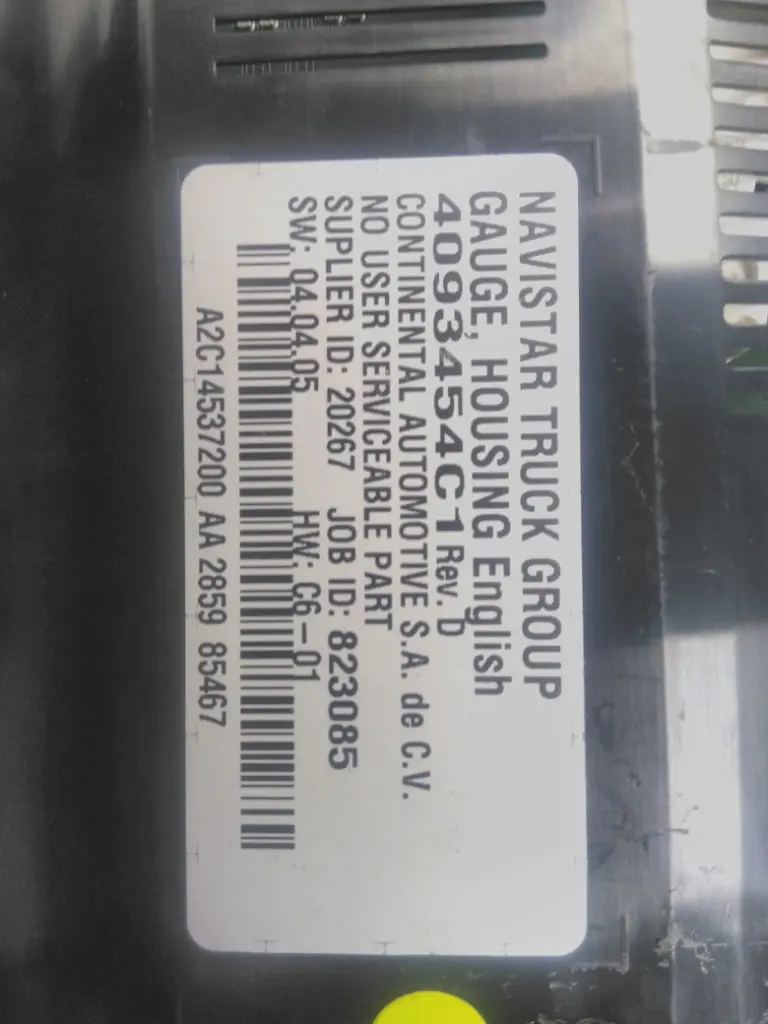 NAVISTAR TRUCK GROUP
GAUGE, HOUSING English
4093454C1 Rev. D
CONTINENTAL AUTOMOTIVE S.A. de C.V.
NO USER SERVICEABLE PART
SUPLIER ID: 20267 JOB ID: 823085
SW: 04.04.05 HW: C6-01
A2C14537200 AA 2859 85467